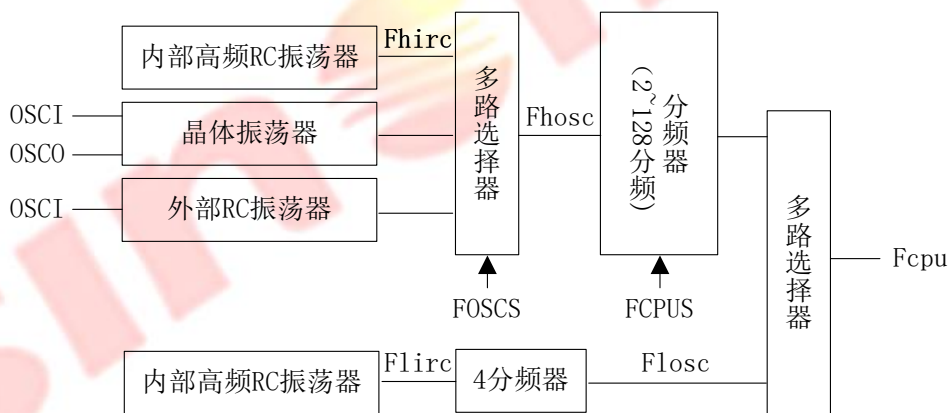 内部高频RC振荡器
Fhirc
OSCI
OSCO
晶体振荡器
OSCI
外部RC振荡器
多路选择器
FOSCS
Fhosc
分频器
(2~128分频)
FCPUS
内部高频RC振荡器
Flirc
4分频器
Flosc
多路选择器
Fcpu